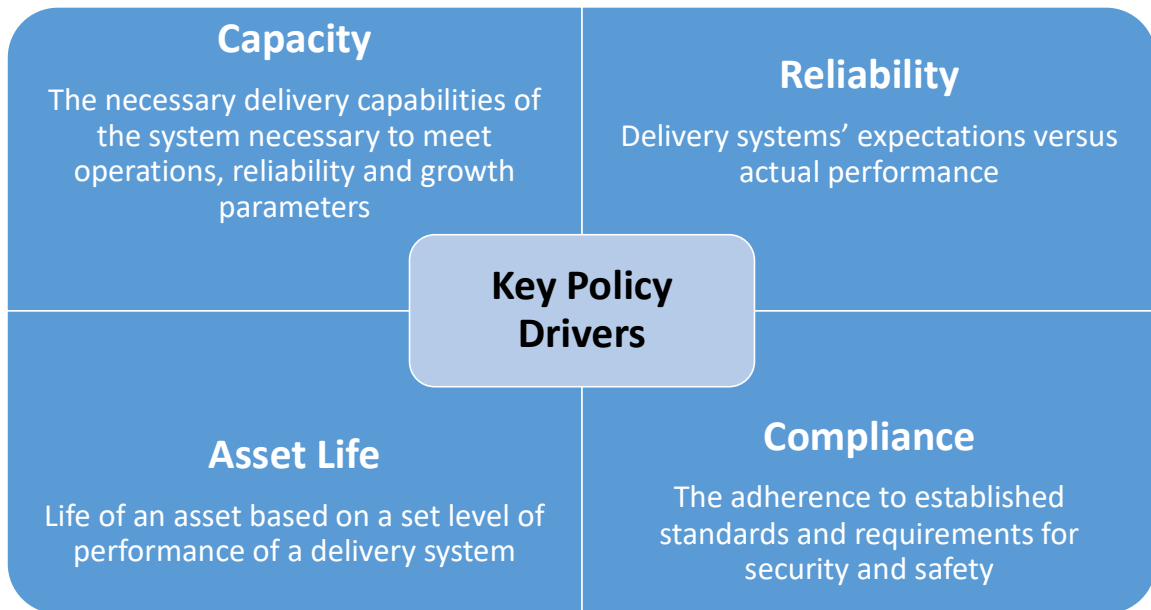 Capacity
The necessary delivery capabilities of
the system necessary to meet
operations, reliability and growth
parameters
Reliability
Delivery systems’ expectations versus
actual performance
Key Policy
Drivers
Asset Life
Life of an asset based on a set level of
performance of a delivery system
Compliance
The adherence to established
standards and requirements for
security and safety